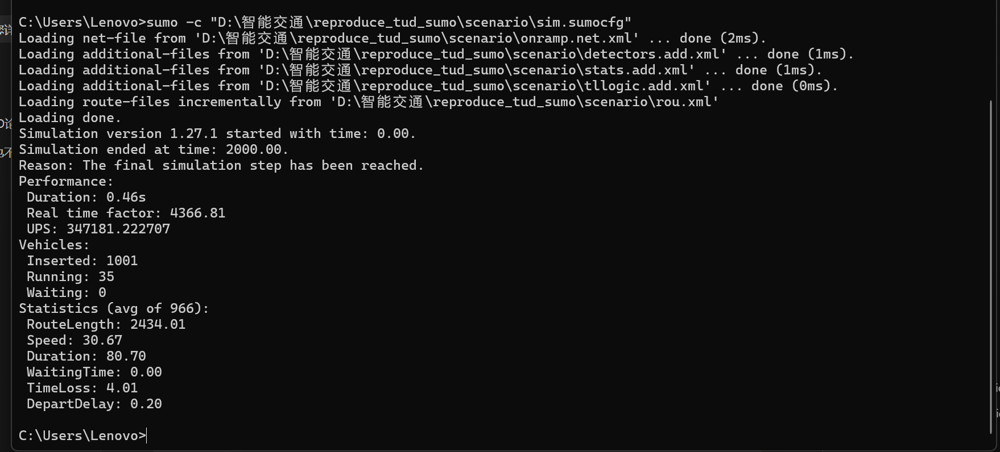 C:\Users\Lenovo>sumo -c "D:\智能交通\reproduce_tud_sumo\scenario\sim.sumocfg"
Loading net-file from 'D:\智能交通\reproduce_tud_sumo\scenario\onramp.net.xml' ... done (2ms).
Loading additional-files from 'D:\智能交通\reproduce_tud_sumo\scenario\detectors.add.xml' ... done (1ms).
Loading additional-files from 'D:\智能交通\reproduce_tud_sumo\scenario\stats.add.xml' ... done (1ms).
Loading additional-files from 'D:\智能交通\reproduce_tud_sumo\scenario\tllogic.add.xml' ... done (0ms).
Loading route-files incrementally from 'D:\智能交通\reproduce_tud_sumo\scenario\rou.xml'
Loading done.
Simulation version 1.27.1 started with time: 0.00.
Simulation ended at time: 2000.00.
Reason: The final simulation step has been reached.
Performance:
 Duration: 0.46s
 Real time factor: 4366.81
 UPS: 347181.222707
Vehicles:
 Inserted: 1001
 Running: 35
 Waiting: 0
Statistics (avg of 966):
 RouteLength: 2434.01
 Speed: 30.67
 Duration: 80.70
 WaitingTime: 0.00
 TimeLoss: 4.01
 DepartDelay: 0.20
C:\Users\Lenovo>